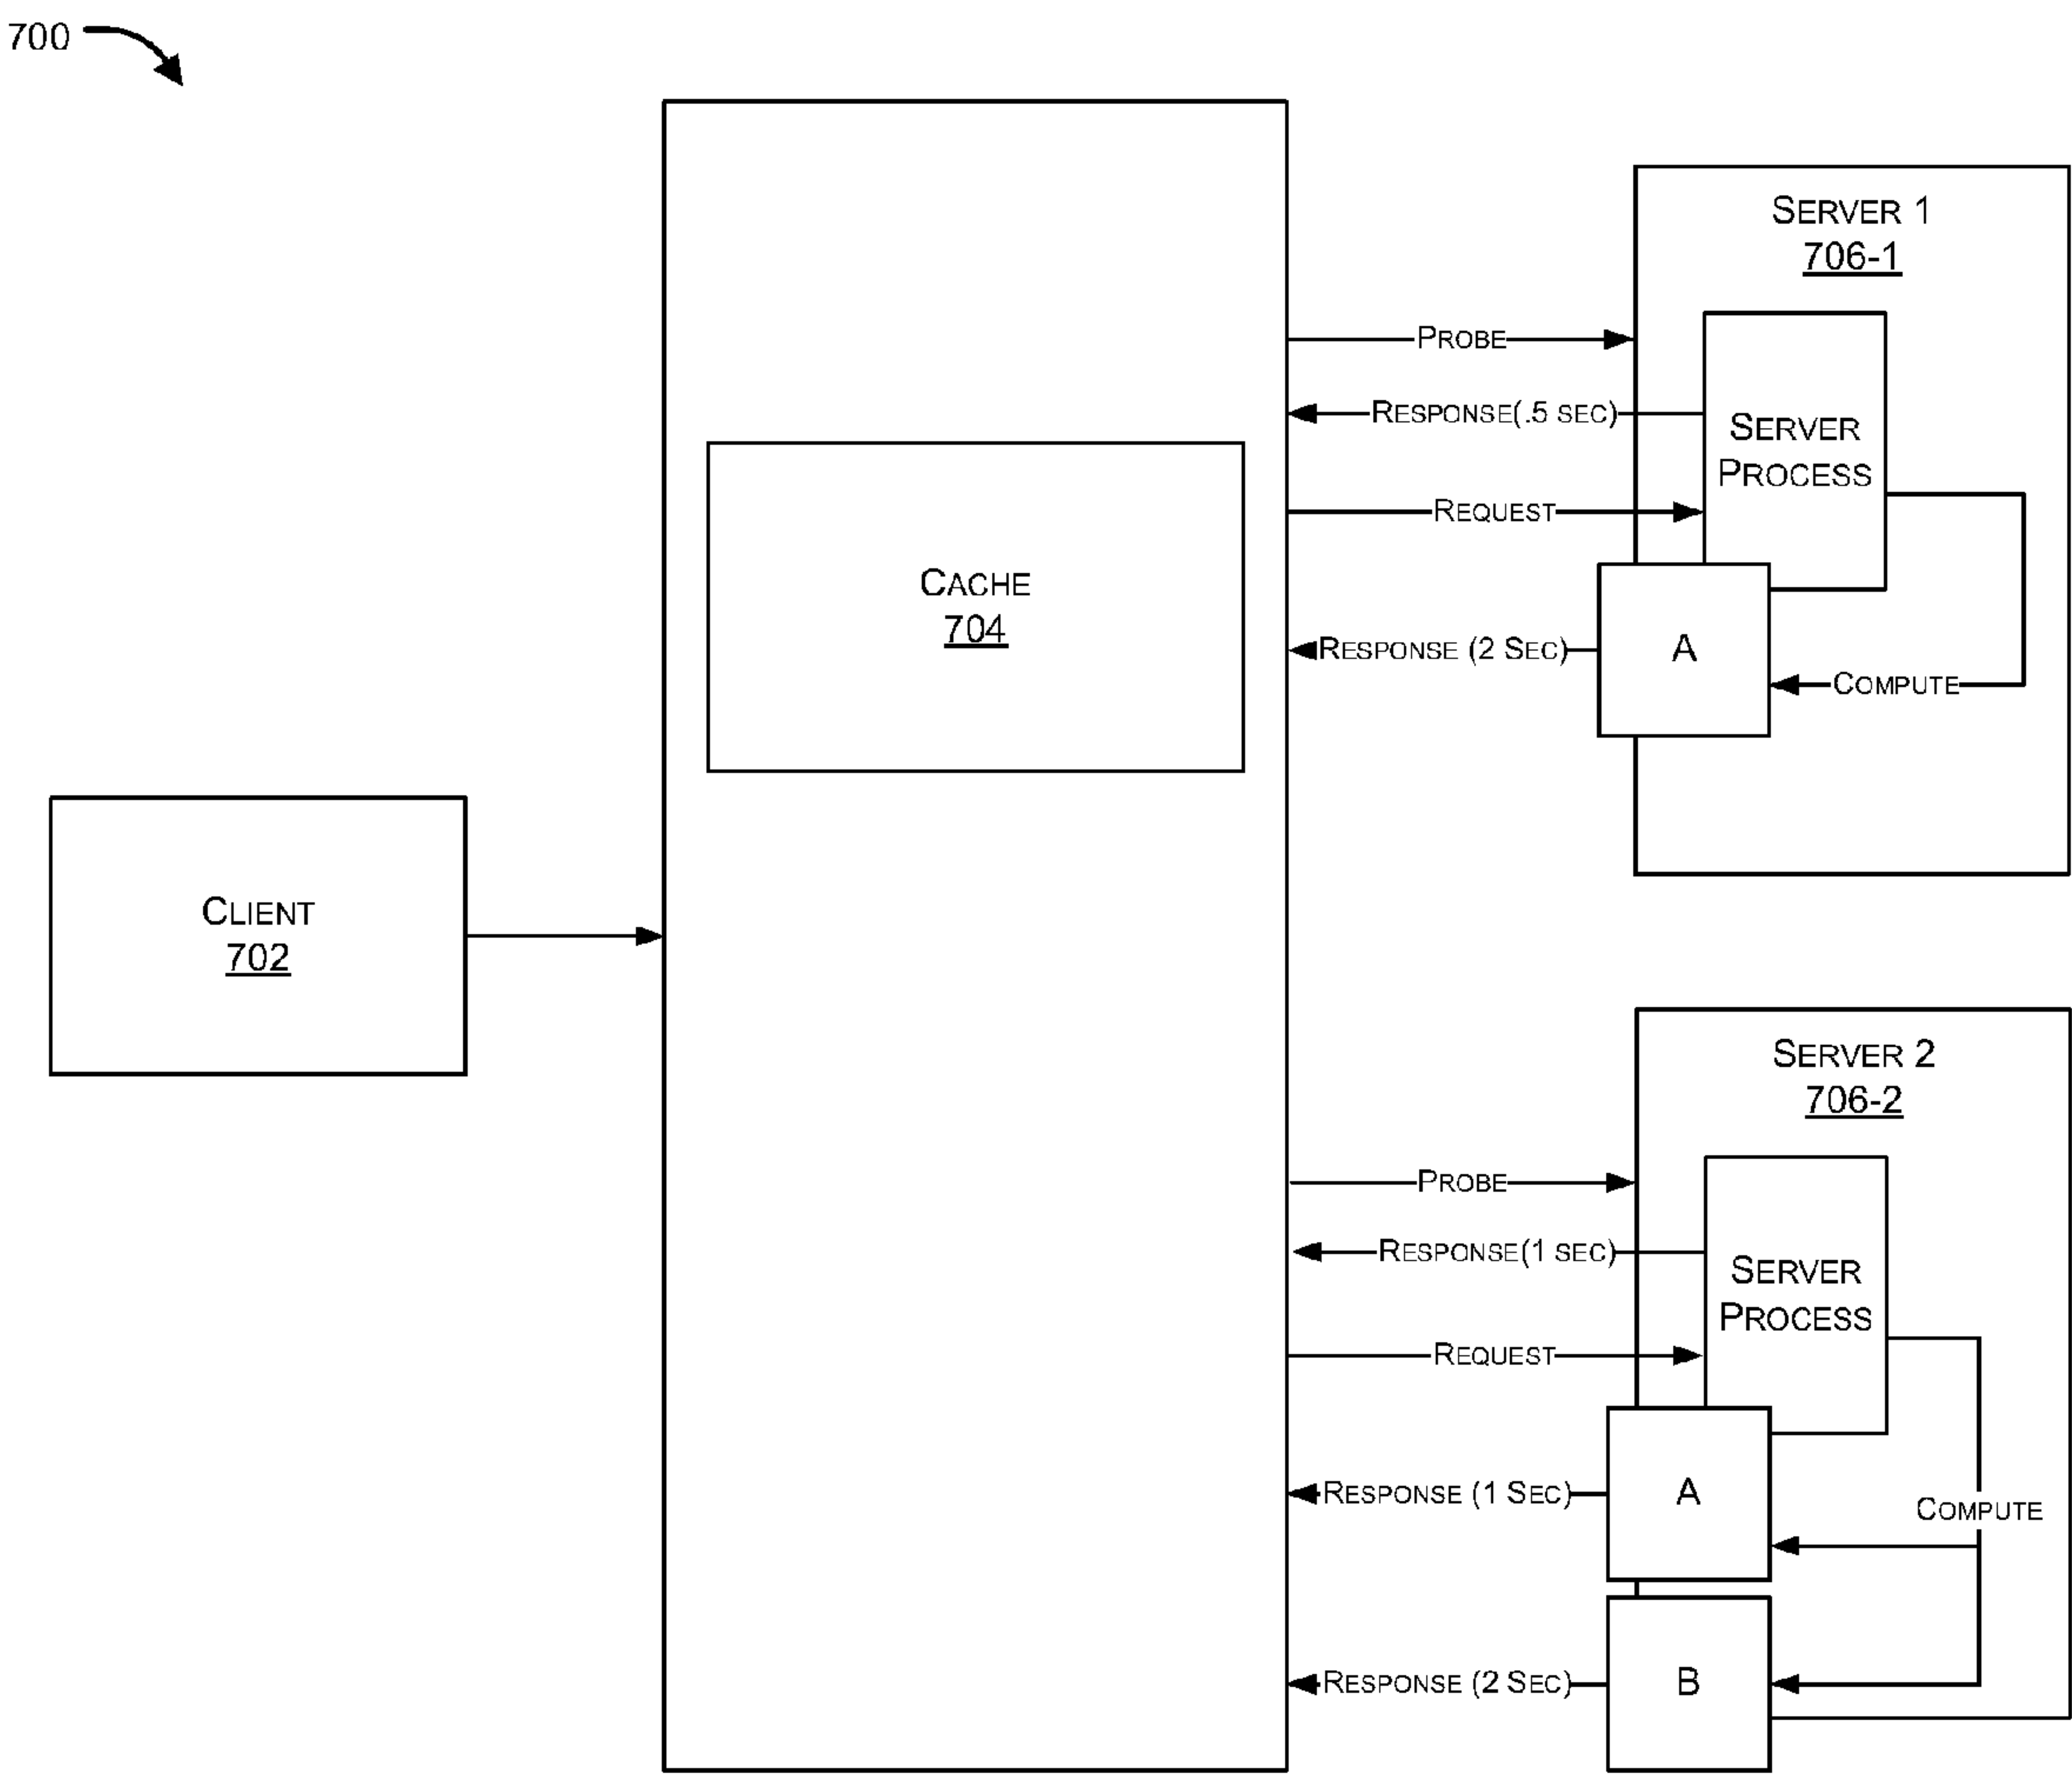 700
SERVER 1
706-1
PROBE
RESPONSE(.5 SEC)
SERVER
PROCESS
REQUEST
CACHE
704
RESPONSE (2 SEC)
A
COMPUTE
CLIENT
702
SERVER 2
706-2
PROBE
RESPONSE(1 SEC)
SERVER
PROCESS
REQUEST
RESPONSE (1 SEC)
A
COMPUTE
RESPONSE (2 SEC)
B